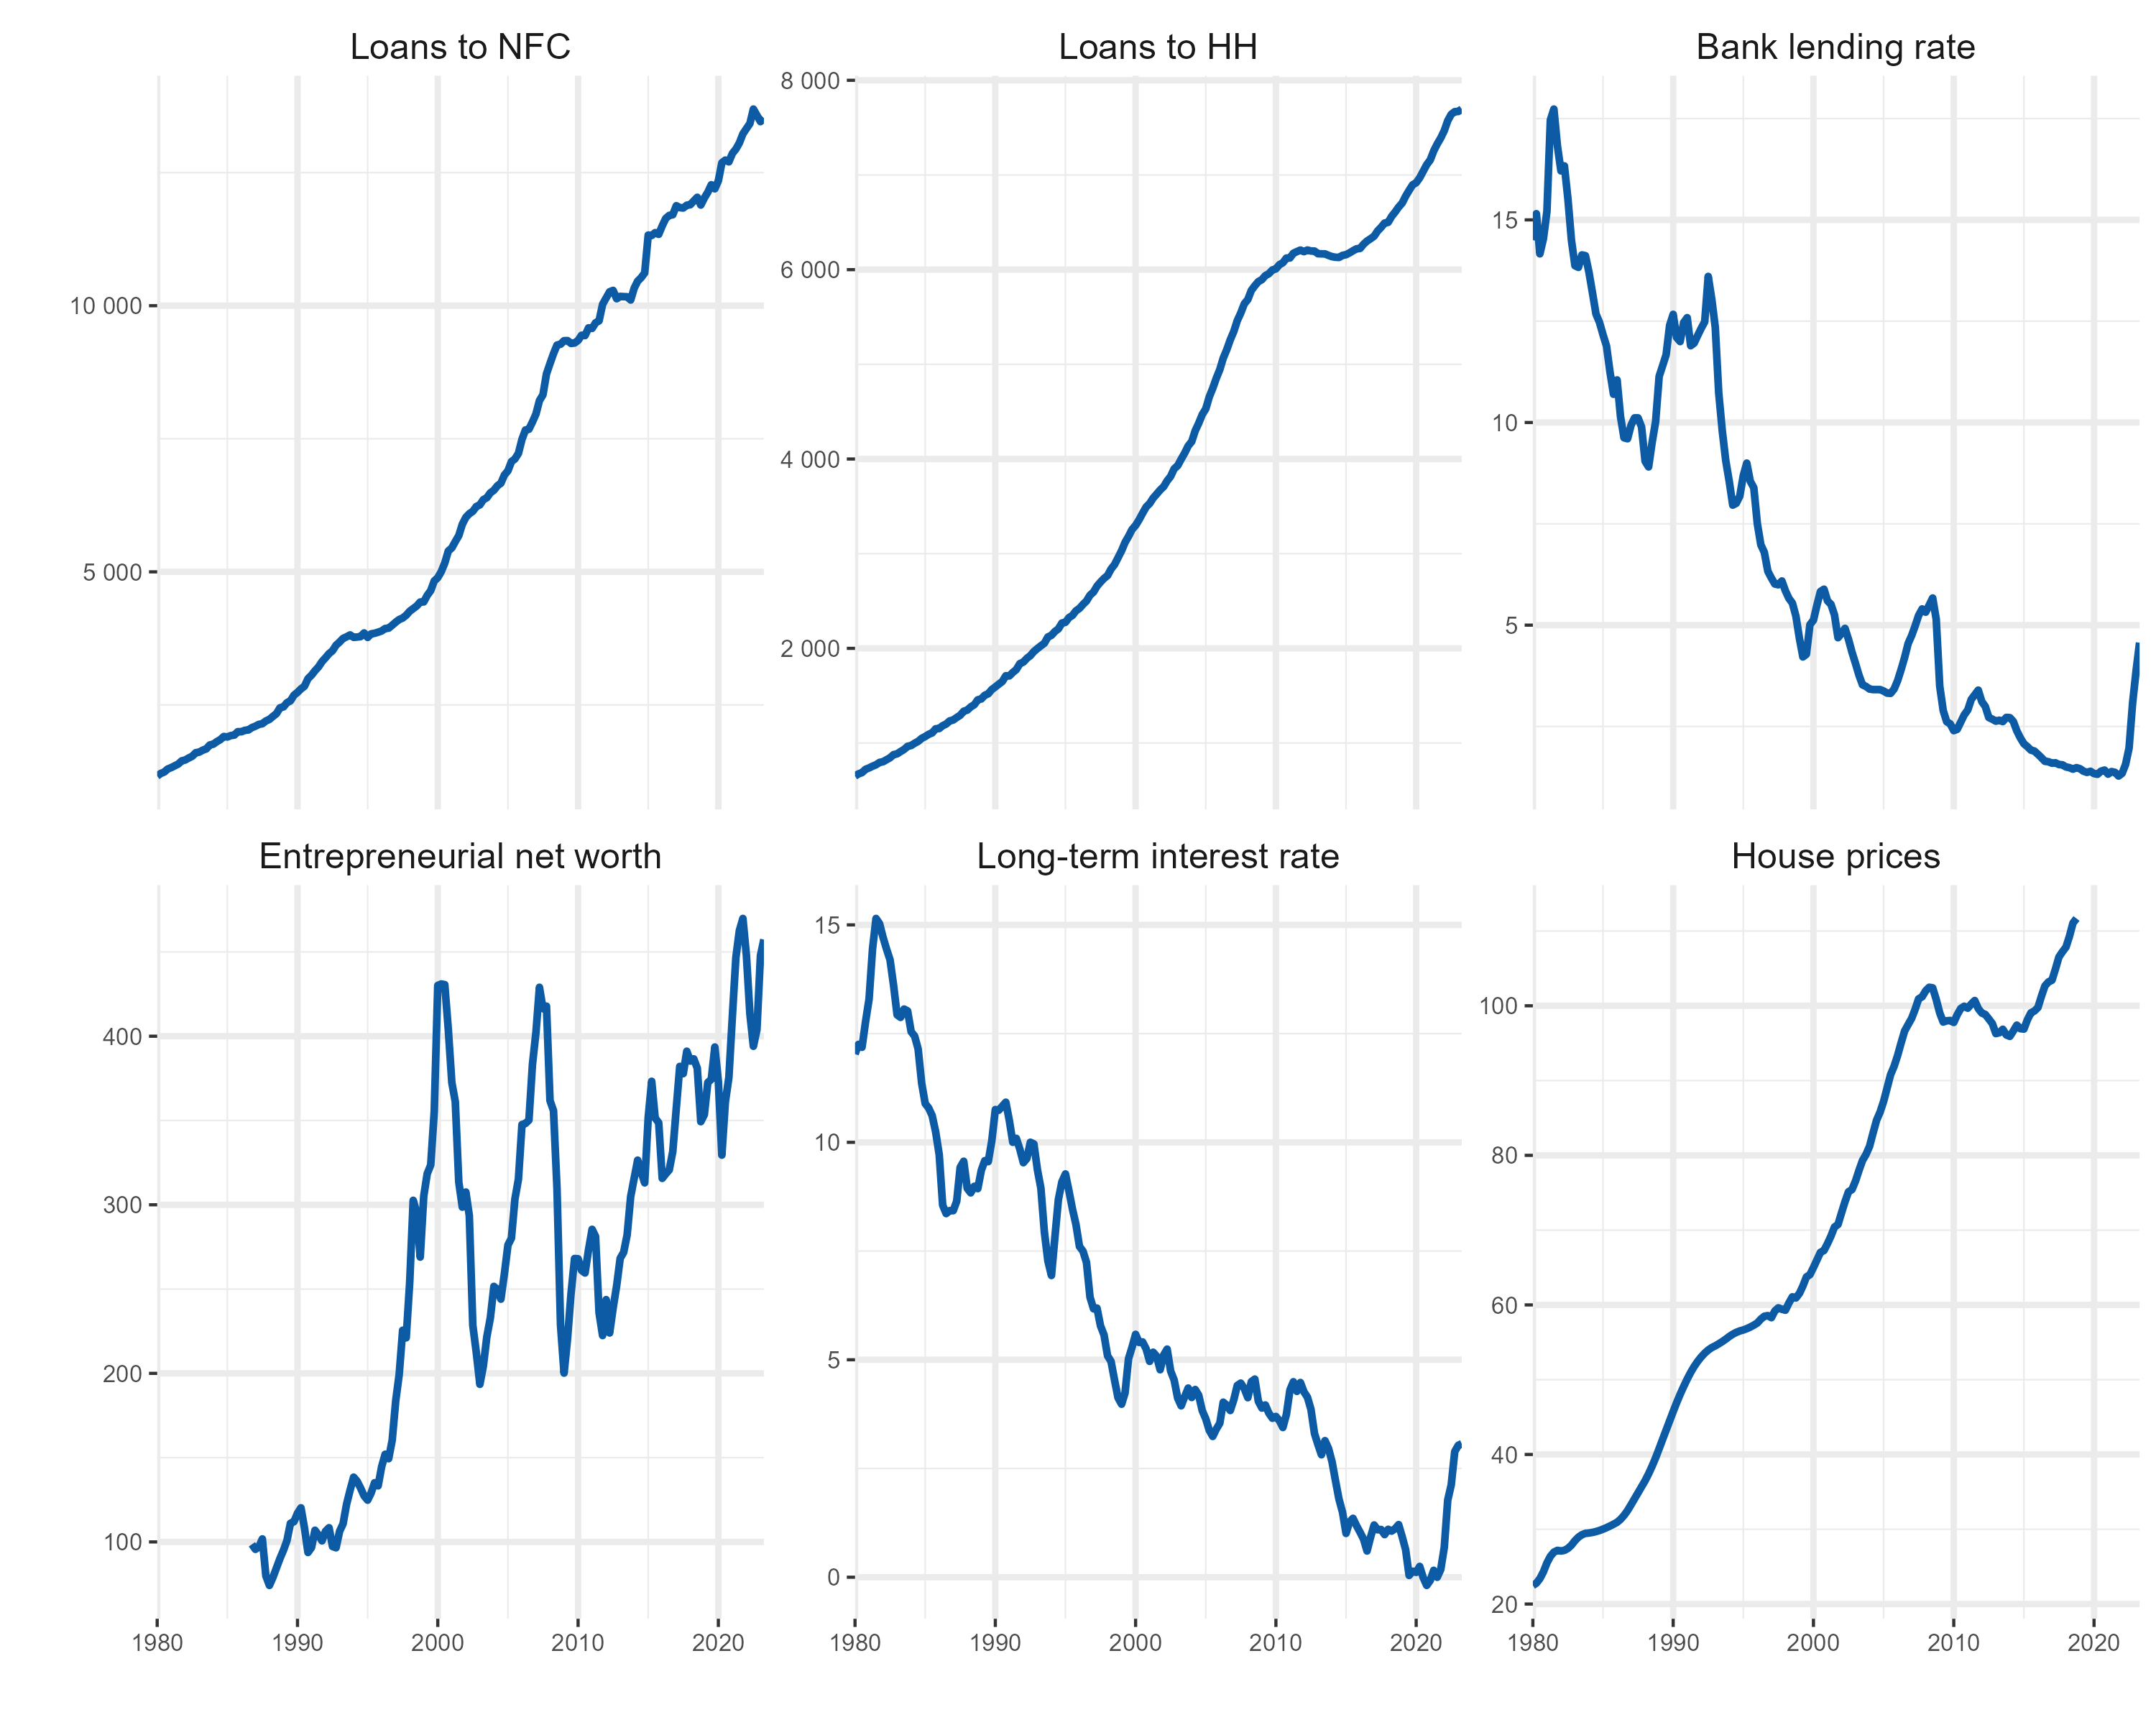 Loans to NFC
10 000
5 000
Loans to HH
8 000
6 000
4 000
2 000
Bank lending rate
15
10
5
Entrepreneurial net worth
400
300
200
100
1980 1990 2000 2010 2020
Long-term interest rate
15
10
5
0
1980 1990 2000 2010 2020
House prices
100
80
60
40
20
1980 1990 2000 2010 2020